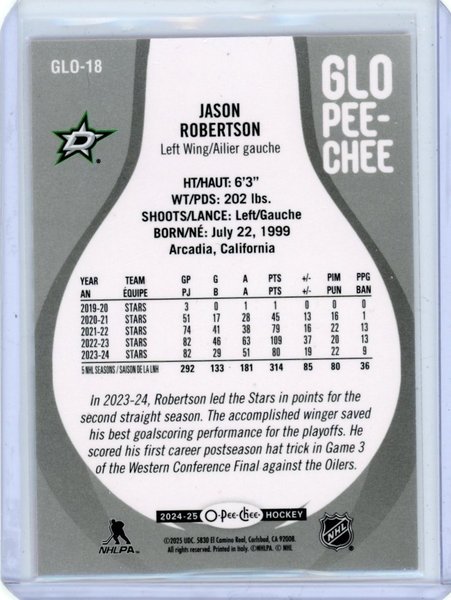 GLO-18
GLO
PEE-
CHEE
JASON
ROBERTSON
Left Wing/Ailier gauche
HT/HAUT: 6'3"
WT/PDS: 202 lbs.
SHOOTS/LANCE: Left/Gauche
BORN/NÉ: July 22, 1999
Arcadia, California
YEAR TEAM GP G A PTS +/- PIM PPG
AN ÉQUIPE PJ B A PTS +/- PUN BAN
2019-20 STARS 3 0 1 1 0 0 0
2020-21 STARS 51 17 28 45 13 16 1
2021-22 STARS 74 41 38 79 16 22 13
2022-23 STARS 82 46 63 109 37 20 13
2023-24 STARS 82 29 51 80 19 22 9
5 NHL SEASONS / SAISON DE LA LNH 292 133 181 314 85 80 36
In 2023-24, Robertson led the Stars in points for the
second straight season. The accomplished winger saved
his best goalscoring performance for the playoffs. He
scored his first career postseason hat trick in Game 3
of the Western Conference Final against the Oilers.
2024-25 O-Pee-Chee HOCKEY
©2025 UDC. 5830 El Camino Real, Carlsbad, CA 92008.
All rights reserved. Printed in Italy. ©NHLPA. © NHL
NHLPA
NHL
D